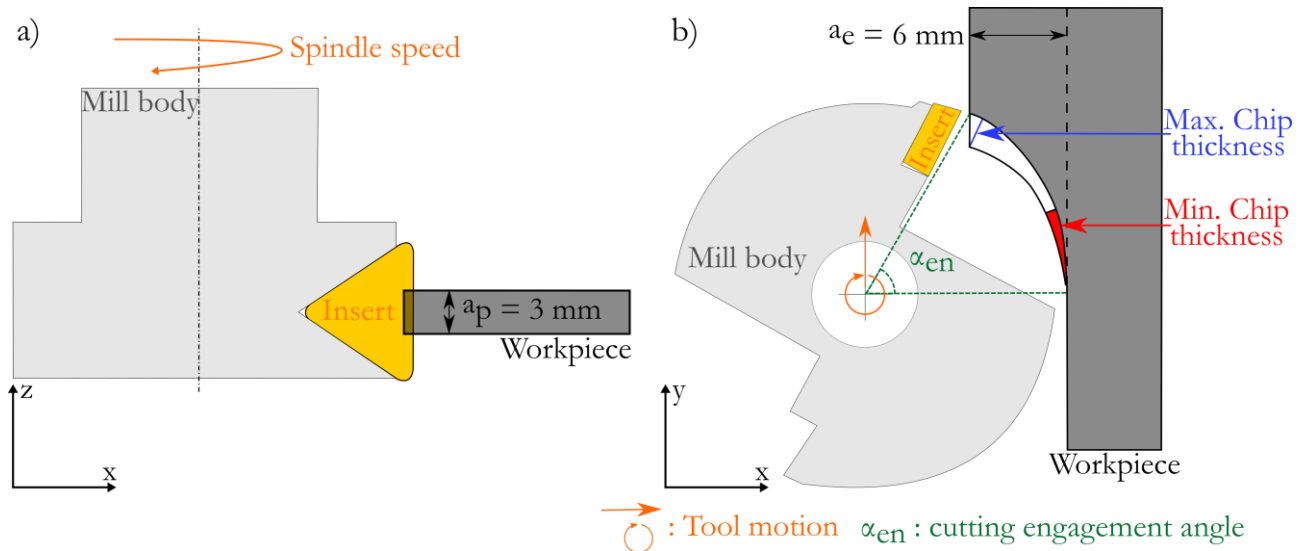 a)
Spindle speed
Mill body
Insert
ap = 3 mm
Workpiece
z
x
b)
ae = 6 mm
Insert
Max. Chip
thickness
Min. Chip
thickness
Mill body
αen
y
x
Workpiece
: Tool motion αen : cutting engagement angle